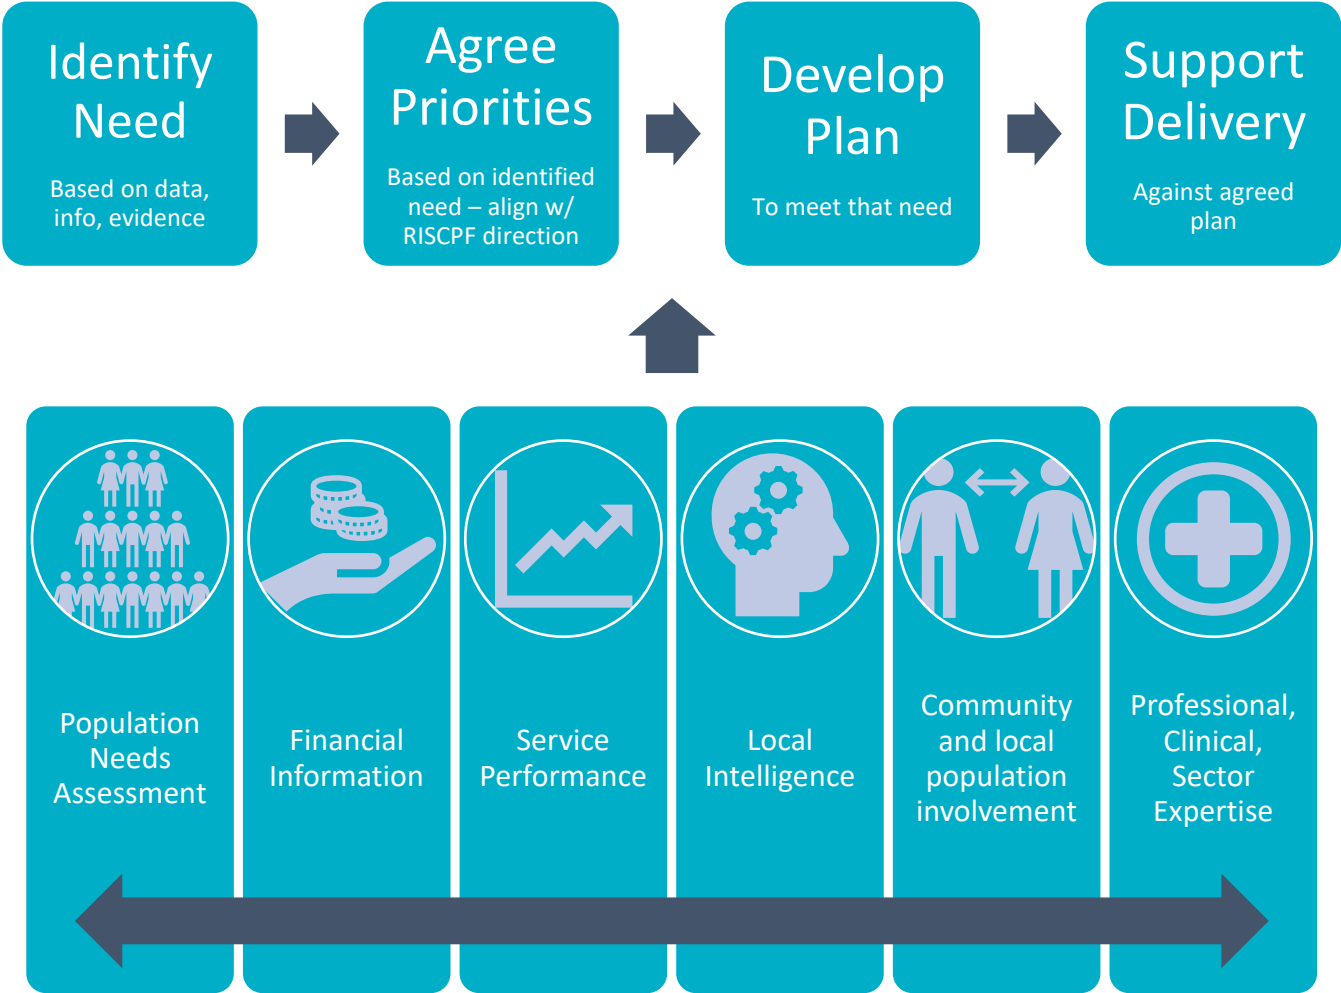 Identify
Need
Based on data,
info, evidence
Agree
Priorities
Based on identified
need – align w/
RISCPF direction
Develop
Plan
To meet that need
Support
Delivery
Against agreed
plan
Population
Needs
Assessment
Financial
Information
Service
Performance
Local
Intelligence
Community
and local
population
involvement
Professional,
Clinical,
Sector
Expertise